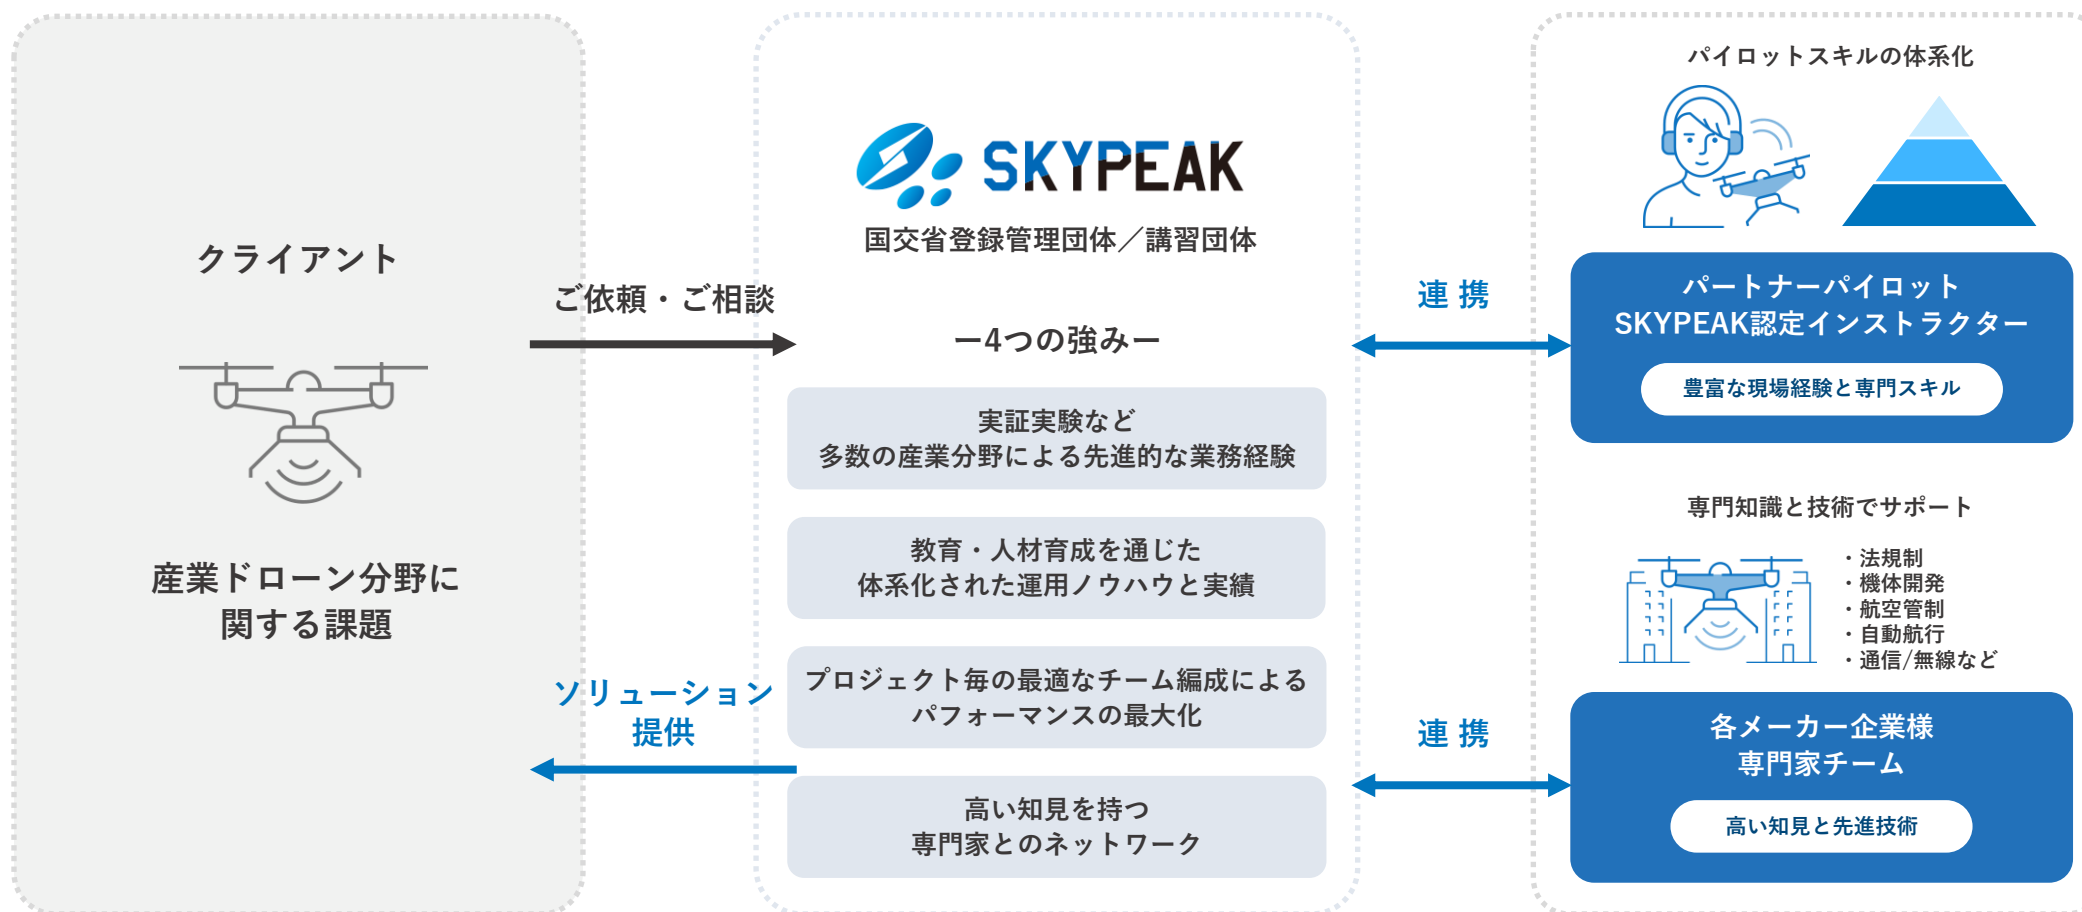 クライアント
産業ドローン分野に
関する課題
ご依頼・ご相談
ソリューション
提供
SKYPEAK
国交省登録管理団体／講習団体
ー4つの強みー
実証実験など
多数の産業分野による先進的な業務経験
教育・人材育成を通じた
体系化された運用ノウハウと実績
プロジェクト毎の最適なチーム編成による
パフォーマンスの最大化
高い知見を持つ
専門家とのネットワーク
連 携
連 携
パイロットスキルの体系化
パートナーパイロット
SKYPEAK認定インストラクター
豊富な現場経験と専門スキル
専門知識と技術でサポート
・法規制
・機体開発
・航空管制
・自動航行
・通信/無線など
各メーカー企業様
専門家チーム
高い知見と先進技術